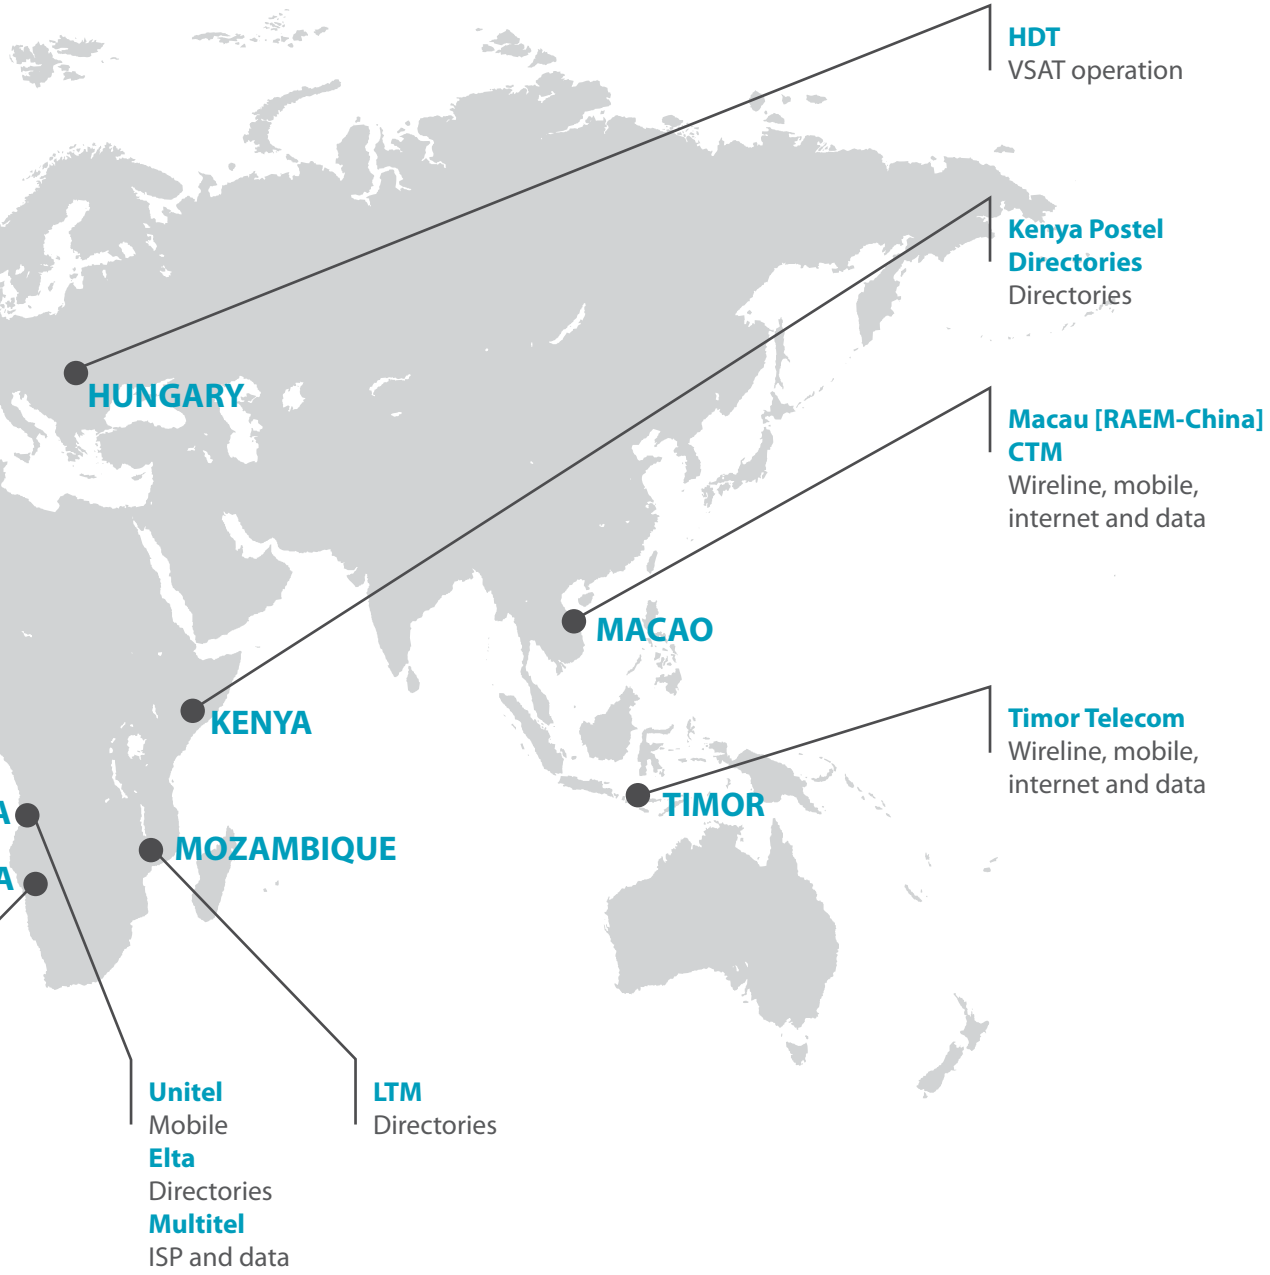 HDT
VSAT operation
Kenya Postel
Directories
Directories
HUNGARY
Macau [RAEM-China]
CTM
Wireline, mobile,
internet and data
MACAO
KENYA
Timor Telecom
Wireline, mobile,
internet and data
TIMOR
A
MOZAMBIQUE
A
Unitel
Mobile
Elta
Directories
Multitel
ISP and data
LTM
Directories